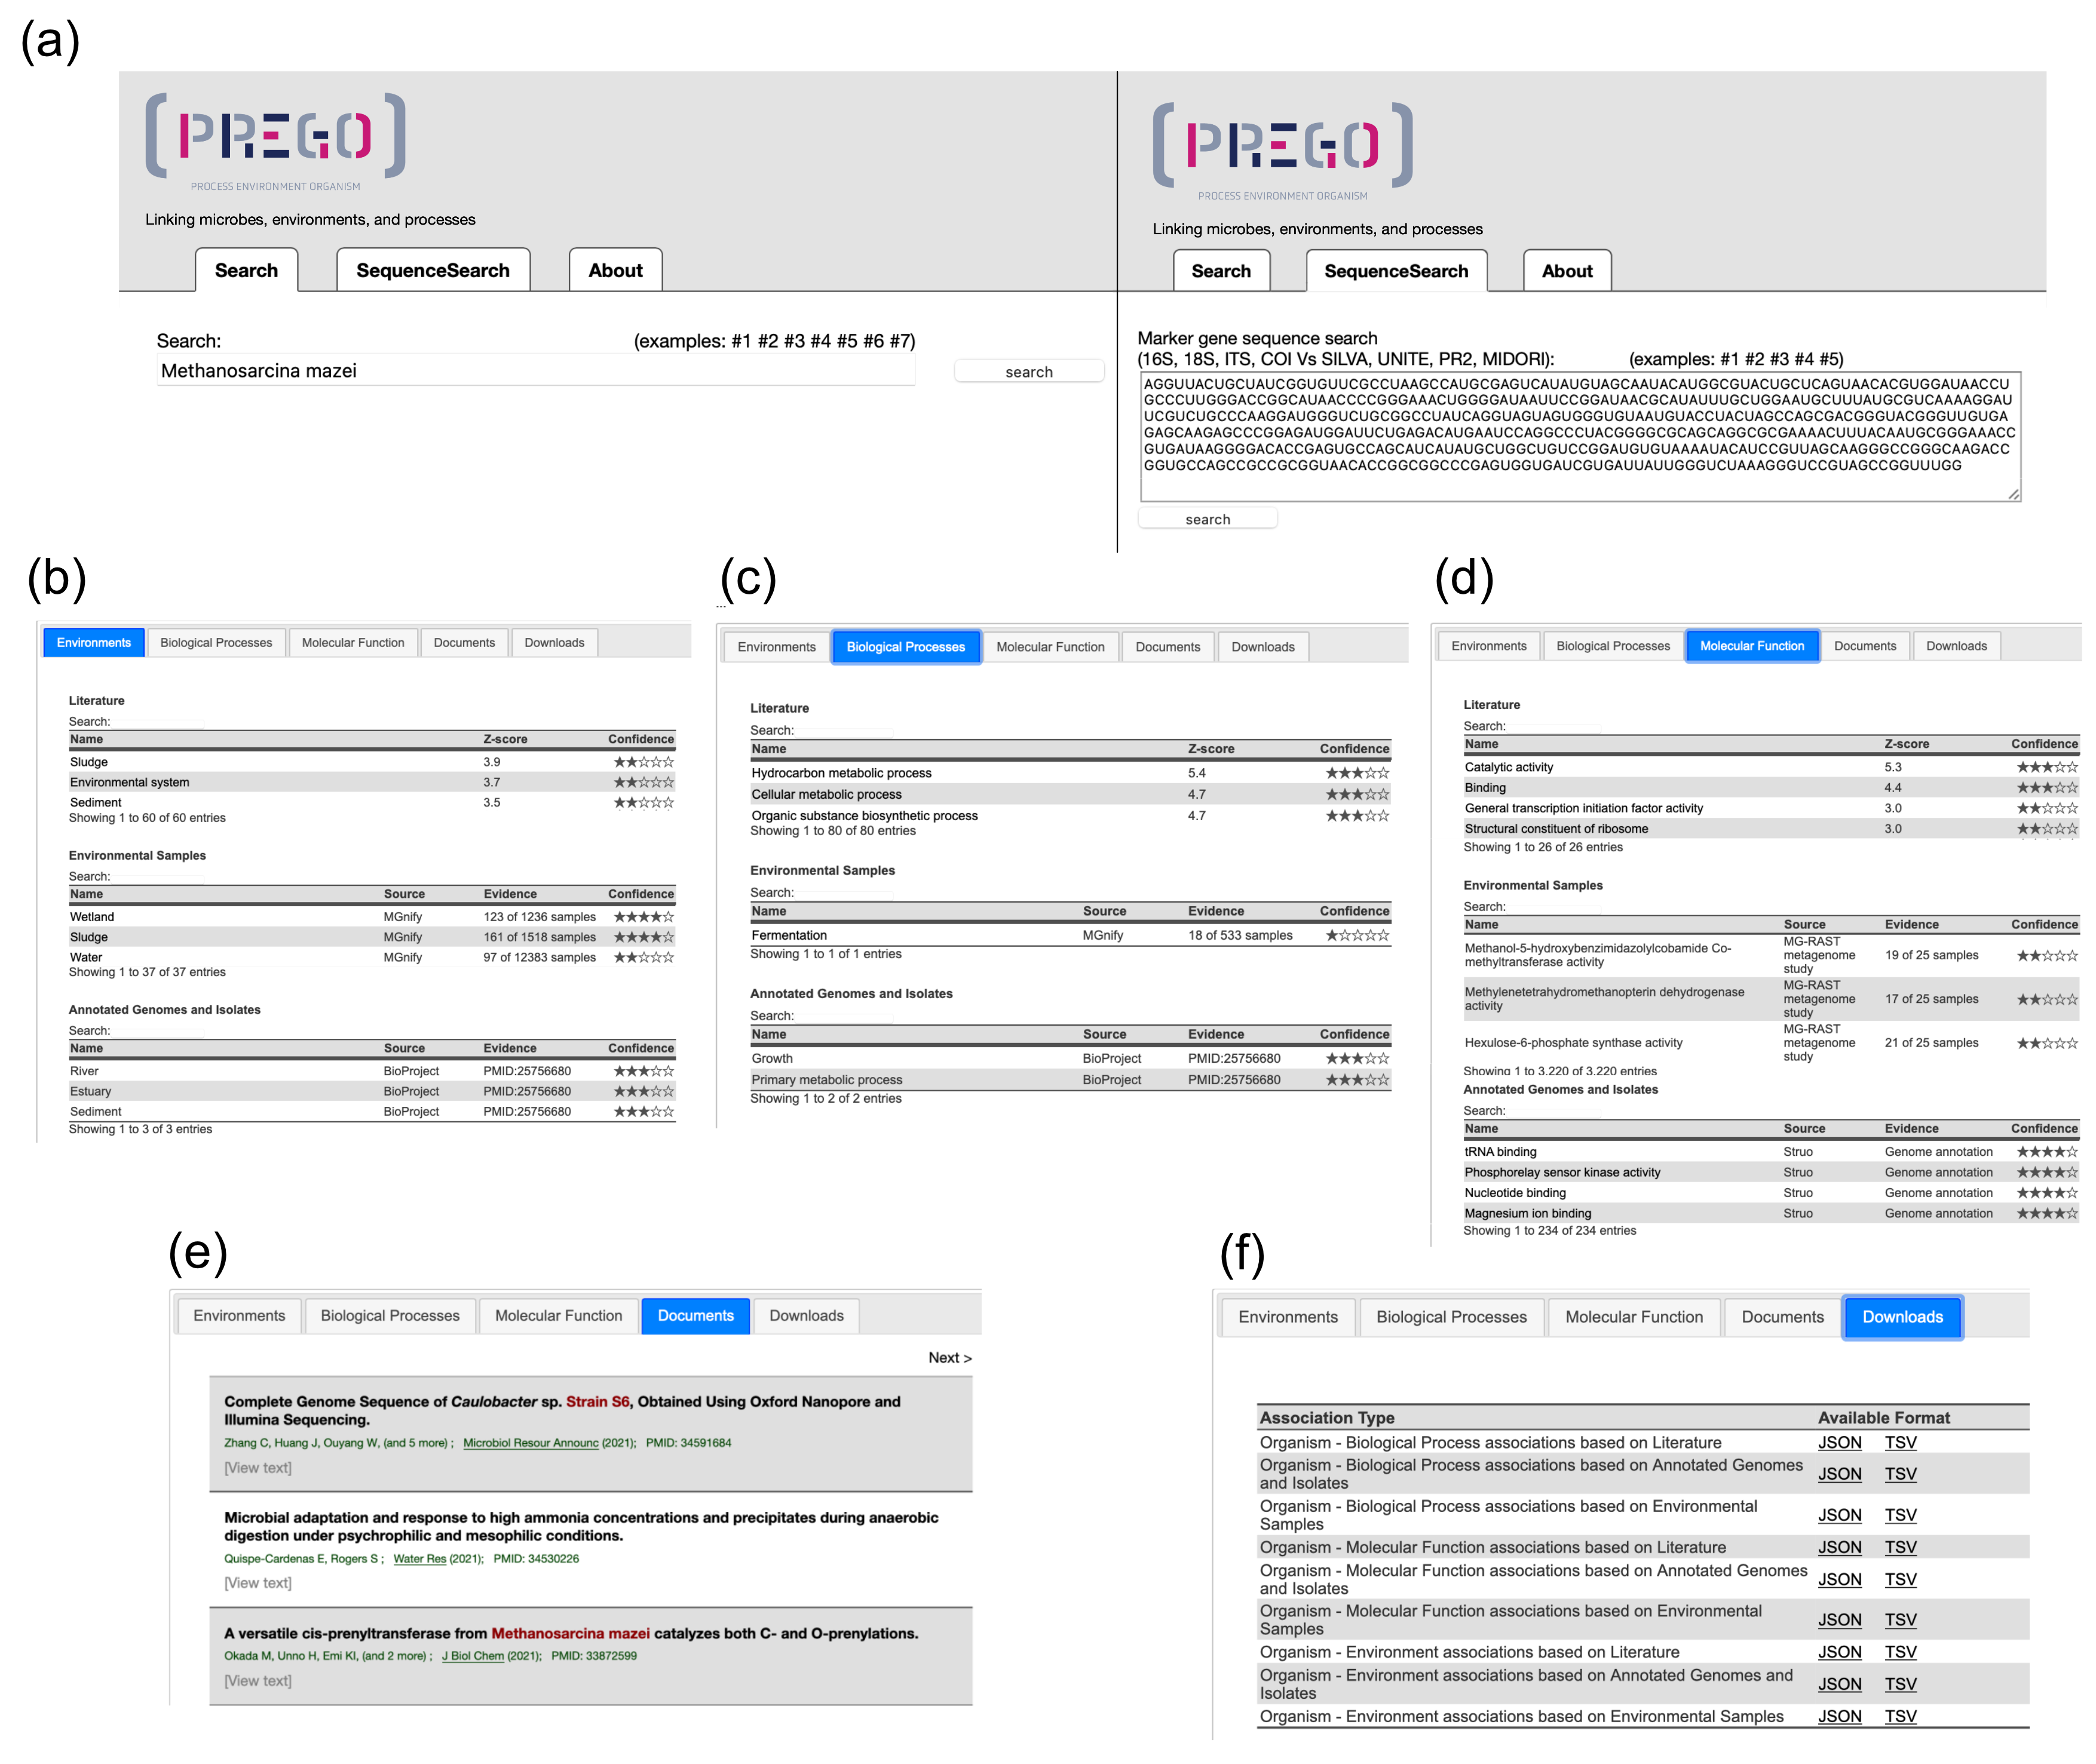 (a)
PREGO
PROCESS ENVIRONMENT ORGANISM
Linking microbes, environments, and processes
Search SequenceSearch About
Search: (examples: #1 #2 #3 #4 #5 #6 #7)
Methanosarcina mazei search
PREGO
PROCESS ENVIRONMENT ORGANISM
Linking microbes, environments, and processes
Search SequenceSearch About
Marker gene sequence search
(16S, 18S, ITS, COI Vs SILVA, UNITE, PR2, MIDORI): (examples: #1 #2 #3 #4 #5)
AGGUUACUGCUAUCGGUGUUCGCCUAAGCCAUGCGAGUCAUAUGUAGCAAUACAUGGCGUACUGCUCAGUAACACGUGGAUAACCU
GCCCUUGGGACCGGCAUAACCCCGGGAAACUGGGGAUAAUUCCGGAUAACGCAUAUUUGCUGGAAUGCUUUAUGCGUCAAAAGGAU
UCGUCUGCCCAAGGAUGGGUCUGCGGCCUAUCAGGUAGUAGUGGGUGUAAUGUACCUACUAGCCAGCGACGGGUACGGGUUGUGA
GAGCAAGAGCCCGGAGAUGGAUUCUGAGACAUGAAUCCAGGCCCUACGGGGCGCAGCAGGCGCGAAAACUUUACAAUGCGGGAAACC
GUGAUAAGGGGACACCGAGUGCCAGCAUCAUAUGCUGGCUGUCCGGAUGUGUAAAAUACAUCCGUUAGCAAGGGCCGGGCAAGACC
GGUGCCAGCCGCCGCGGUAACACCGGCGGCCCGAGUGGUGAUCGUGAUUAUUGGGUCUAAAGGGUCCGUAGCCGGUUUGG
search
(b)
Environments Biological Processes Molecular Function Documents Downloads
Literature
Search:
Name Z-score Confidence
Sludge 3.9 ★★☆☆☆
Environmental system 3.7 ★★☆☆☆
Sediment 3.5 ★★☆☆☆
Showing 1 to 60 of 60 entries
Environmental Samples
Search:
Name Source Evidence Confidence
Wetland MGnify 123 of 1236 samples ★★★★☆
Sludge MGnify 161 of 1518 samples ★★★★☆
Water MGnify 97 of 12383 samples ★★☆☆☆
Showing 1 to 37 of 37 entries
Annotated Genomes and Isolates
Search:
Name Source Evidence Confidence
River BioProject PMID:25756680 ★★★☆☆
Estuary BioProject PMID:25756680 ★★★☆☆
Sediment BioProject PMID:25756680 ★★★☆☆
Showing 1 to 3 of 3 entries
(c)
...
Environments Biological Processes Molecular Function Documents Downloads
Literature
Search:
Name Z-score Confidence
Hydrocarbon metabolic process 5.4 ★★★☆☆
Cellular metabolic process 4.7 ★★★☆☆
Organic substance biosynthetic process 4.7 ★★★☆☆
Showing 1 to 80 of 80 entries
Environmental Samples
Search:
Name Source Evidence Confidence
Fermentation MGnify 18 of 533 samples ★☆☆☆☆
Showing 1 to 1 of 1 entries
Annotated Genomes and Isolates
Search:
Name Source Evidence Confidence
Growth BioProject PMID:25756680 ★★★☆☆
Primary metabolic process BioProject PMID:25756680 ★★★☆☆
Showing 1 to 2 of 2 entries
(d)
Environments Biological Processes Molecular Function Documents Downloads
Literature
Search:
Name Z-score Confidence
Catalytic activity 5.3 ★★★☆☆
Binding 4.4 ★★★☆☆
General transcription initiation factor activity 3.0 ★★☆☆☆
Structural constituent of ribosome 3.0 ★★☆☆☆
Showing 1 to 26 of 26 entries
Environmental Samples
Search:
Name Source Evidence Confidence
Methanol-5-hydroxybenzimidazolylcobamide Co-
methyltransferase activity MG-RAST
metagenome
study 19 of 25 samples ★★☆☆☆
Methylenetetrahydromethanopterin dehydrogenase
activity MG-RAST
metagenome
study 17 of 25 samples ★★☆☆☆
Hexulose-6-phosphate synthase activity MG-RAST
metagenome
study 21 of 25 samples ★★☆☆☆
Showing 1 to 3.220 of 3.220 entries
Annotated Genomes and Isolates
Search:
Name Source Evidence Confidence
tRNA binding Struo Genome annotation ★★★★☆
Phosphorelay sensor kinase activity Struo Genome annotation ★★★★☆
Nucleotide binding Struo Genome annotation ★★★★☆
Magnesium ion binding Struo Genome annotation ★★★★☆
Showing 1 to 234 of 234 entries
(e)
Environments Biological Processes Molecular Function Documents Downloads
Next >
Complete Genome Sequence of Caulobacter sp. Strain S6, Obtained Using Oxford Nanopore and
Illumina Sequencing.
Zhang C, Huang J, Ouyang W, (and 5 more) ; Microbiol Resour Announc (2021); PMID: 34591684
[View text]
Microbial adaptation and response to high ammonia concentrations and precipitates during anaerobic
digestion under psychrophilic and mesophilic conditions.
Quispe-Cardenas E, Rogers S ; Water Res (2021); PMID: 34530226
[View text]
A versatile cis-prenyltransferase from Methanosarcina mazei catalyzes both C- and O-prenylations.
Okada M, Unno H, Emi KI, (and 2 more) ; J Biol Chem (2021); PMID: 33872599
[View text]
(f)
Environments Biological Processes Molecular Function Documents Downloads
Association Type Available Format
Organism - Biological Process associations based on Literature JSON TSV
Organism - Biological Process associations based on Annotated Genomes
and Isolates JSON TSV
Organism - Biological Process associations based on Environmental
Samples JSON TSV
Organism - Molecular Function associations based on Literature JSON TSV
Organism - Molecular Function associations based on Annotated Genomes
and Isolates JSON TSV
Organism - Molecular Function associations based on Environmental
Samples JSON TSV
Organism - Environment associations based on Literature JSON TSV
Organism - Environment associations based on Annotated Genomes and
Isolates JSON TSV
Organism - Environment associations based on Environmental Samples JSON TSV